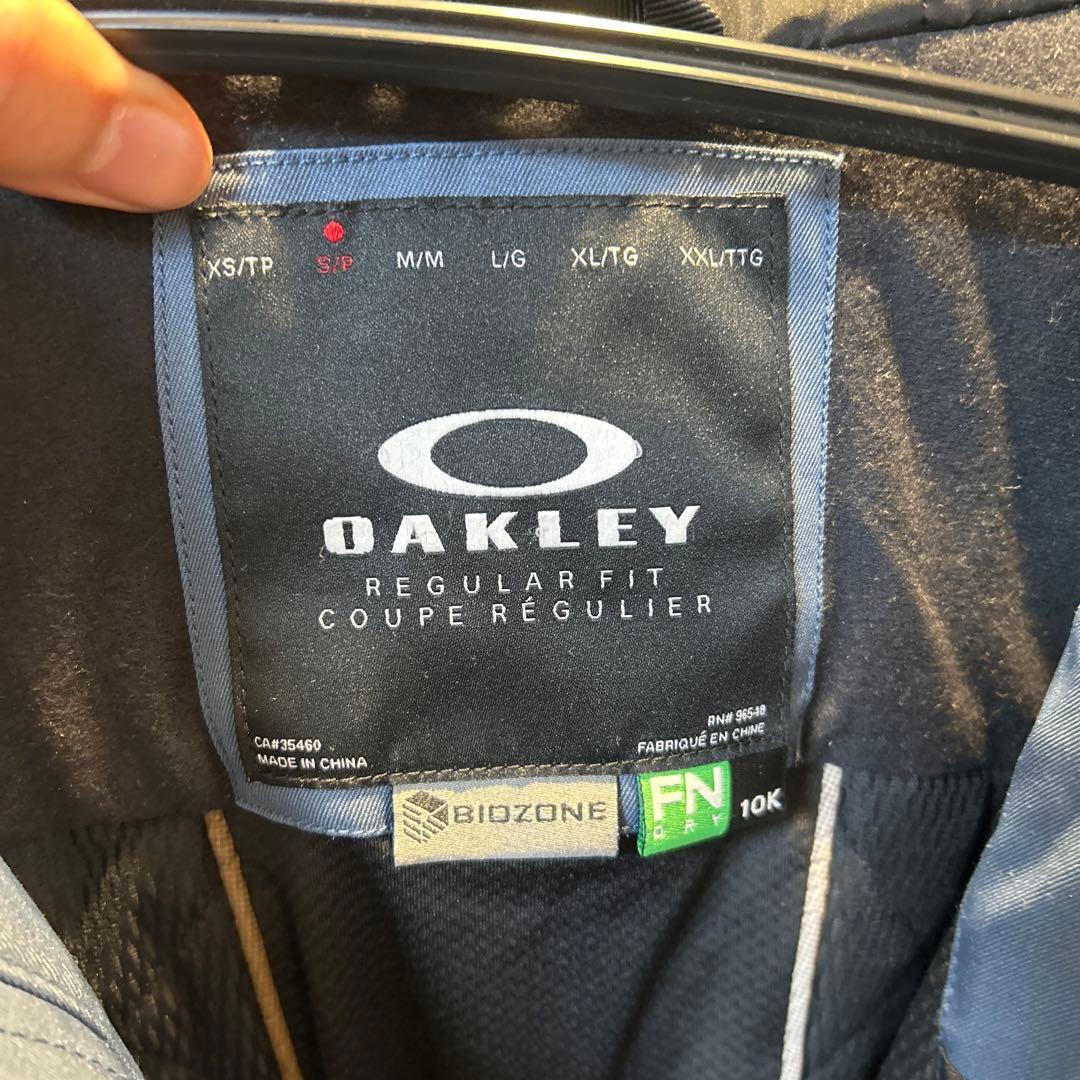 XS/TP S/P M/M L/G XL/TG XXL/TTG
OAKLEY
REGULAR FIT
COUPE RÉGULIER
CA#35460
MADE IN CHINA
RN# 96548
FABRIQUÉ EN CHINE
BIOZONE
FN
DRY
10K